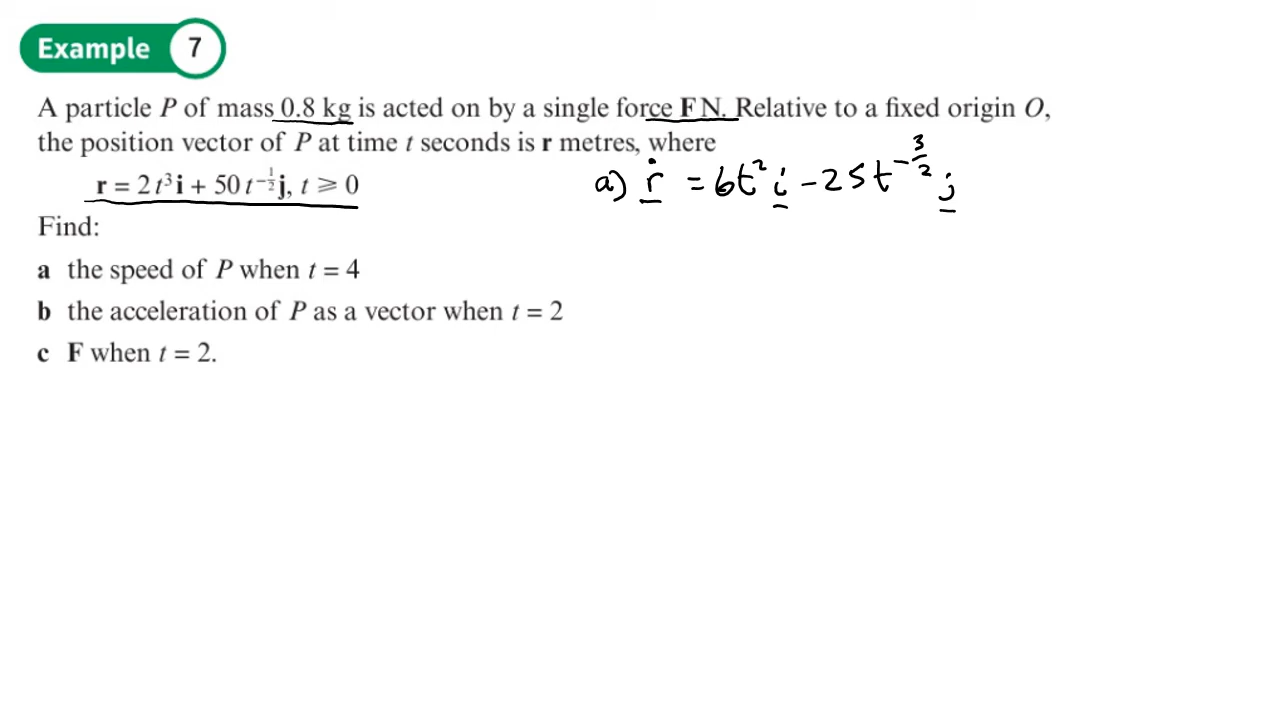 Example 7
A particle P of mass 0.8 kg is acted on by a single force F N. Relative to a fixed origin O,
the position vector of P at time t seconds is r metres, where
r = 2t³i + 50t^(-1/2)j, t ⩾ 0
a) ṙ = 6t²i - 25t^(-3/2)j
Find:
a the speed of P when t = 4
b the acceleration of P as a vector when t = 2
c F when t = 2.